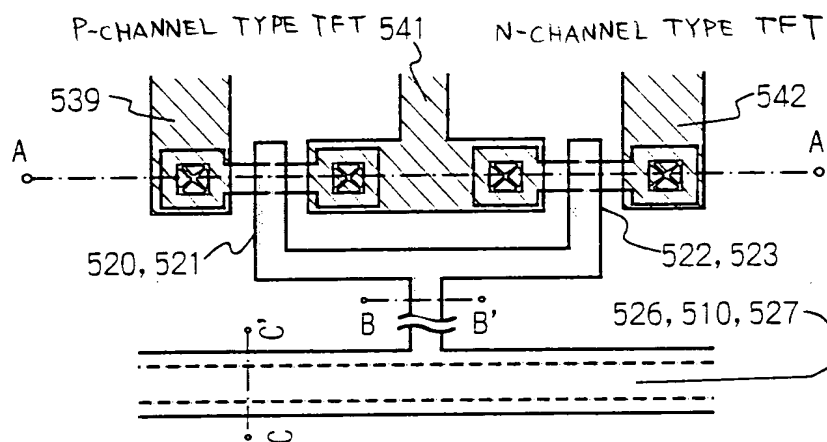 P-CHANNEL TYPE TFT 541 N-CHANNEL TYPE TFT
539
542
A A
520, 521
522, 523
B B'
526, 510, 527
C'
C